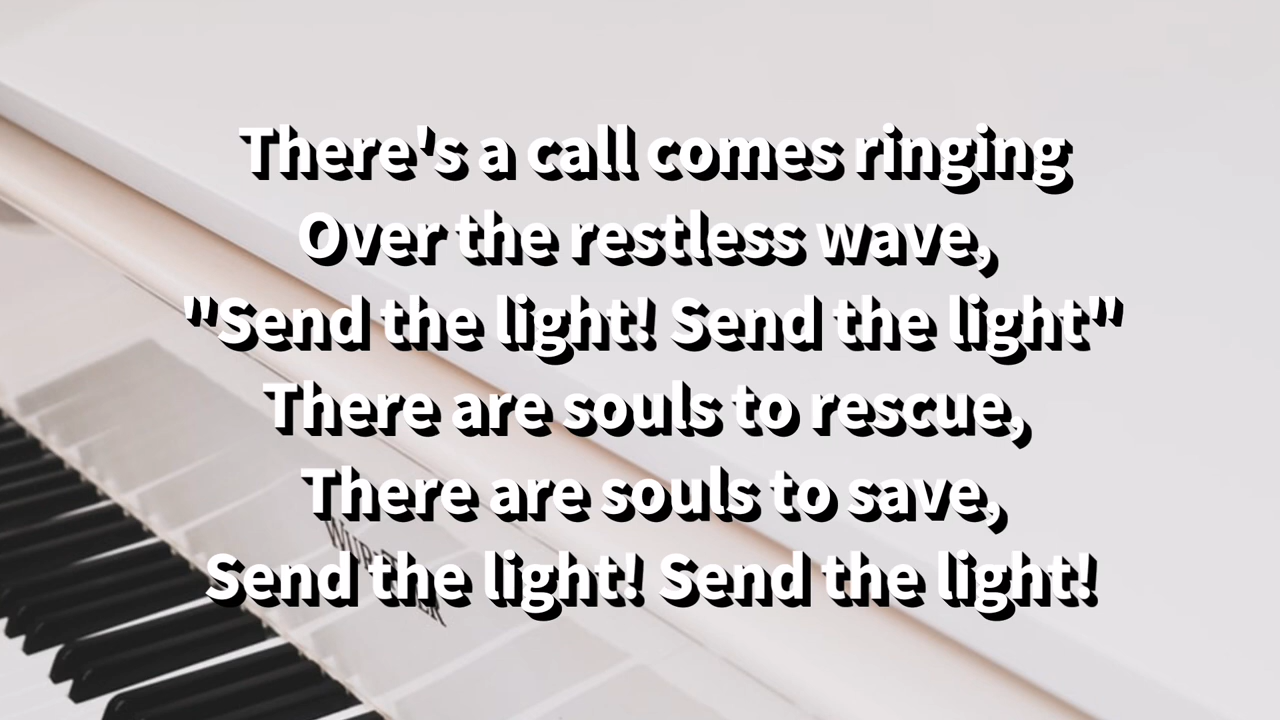 There's a call comes ringing
Over the restless wave,
"Send the light! Send the light"
There are souls to rescue,
There are souls to save,
Send the light! Send the light!